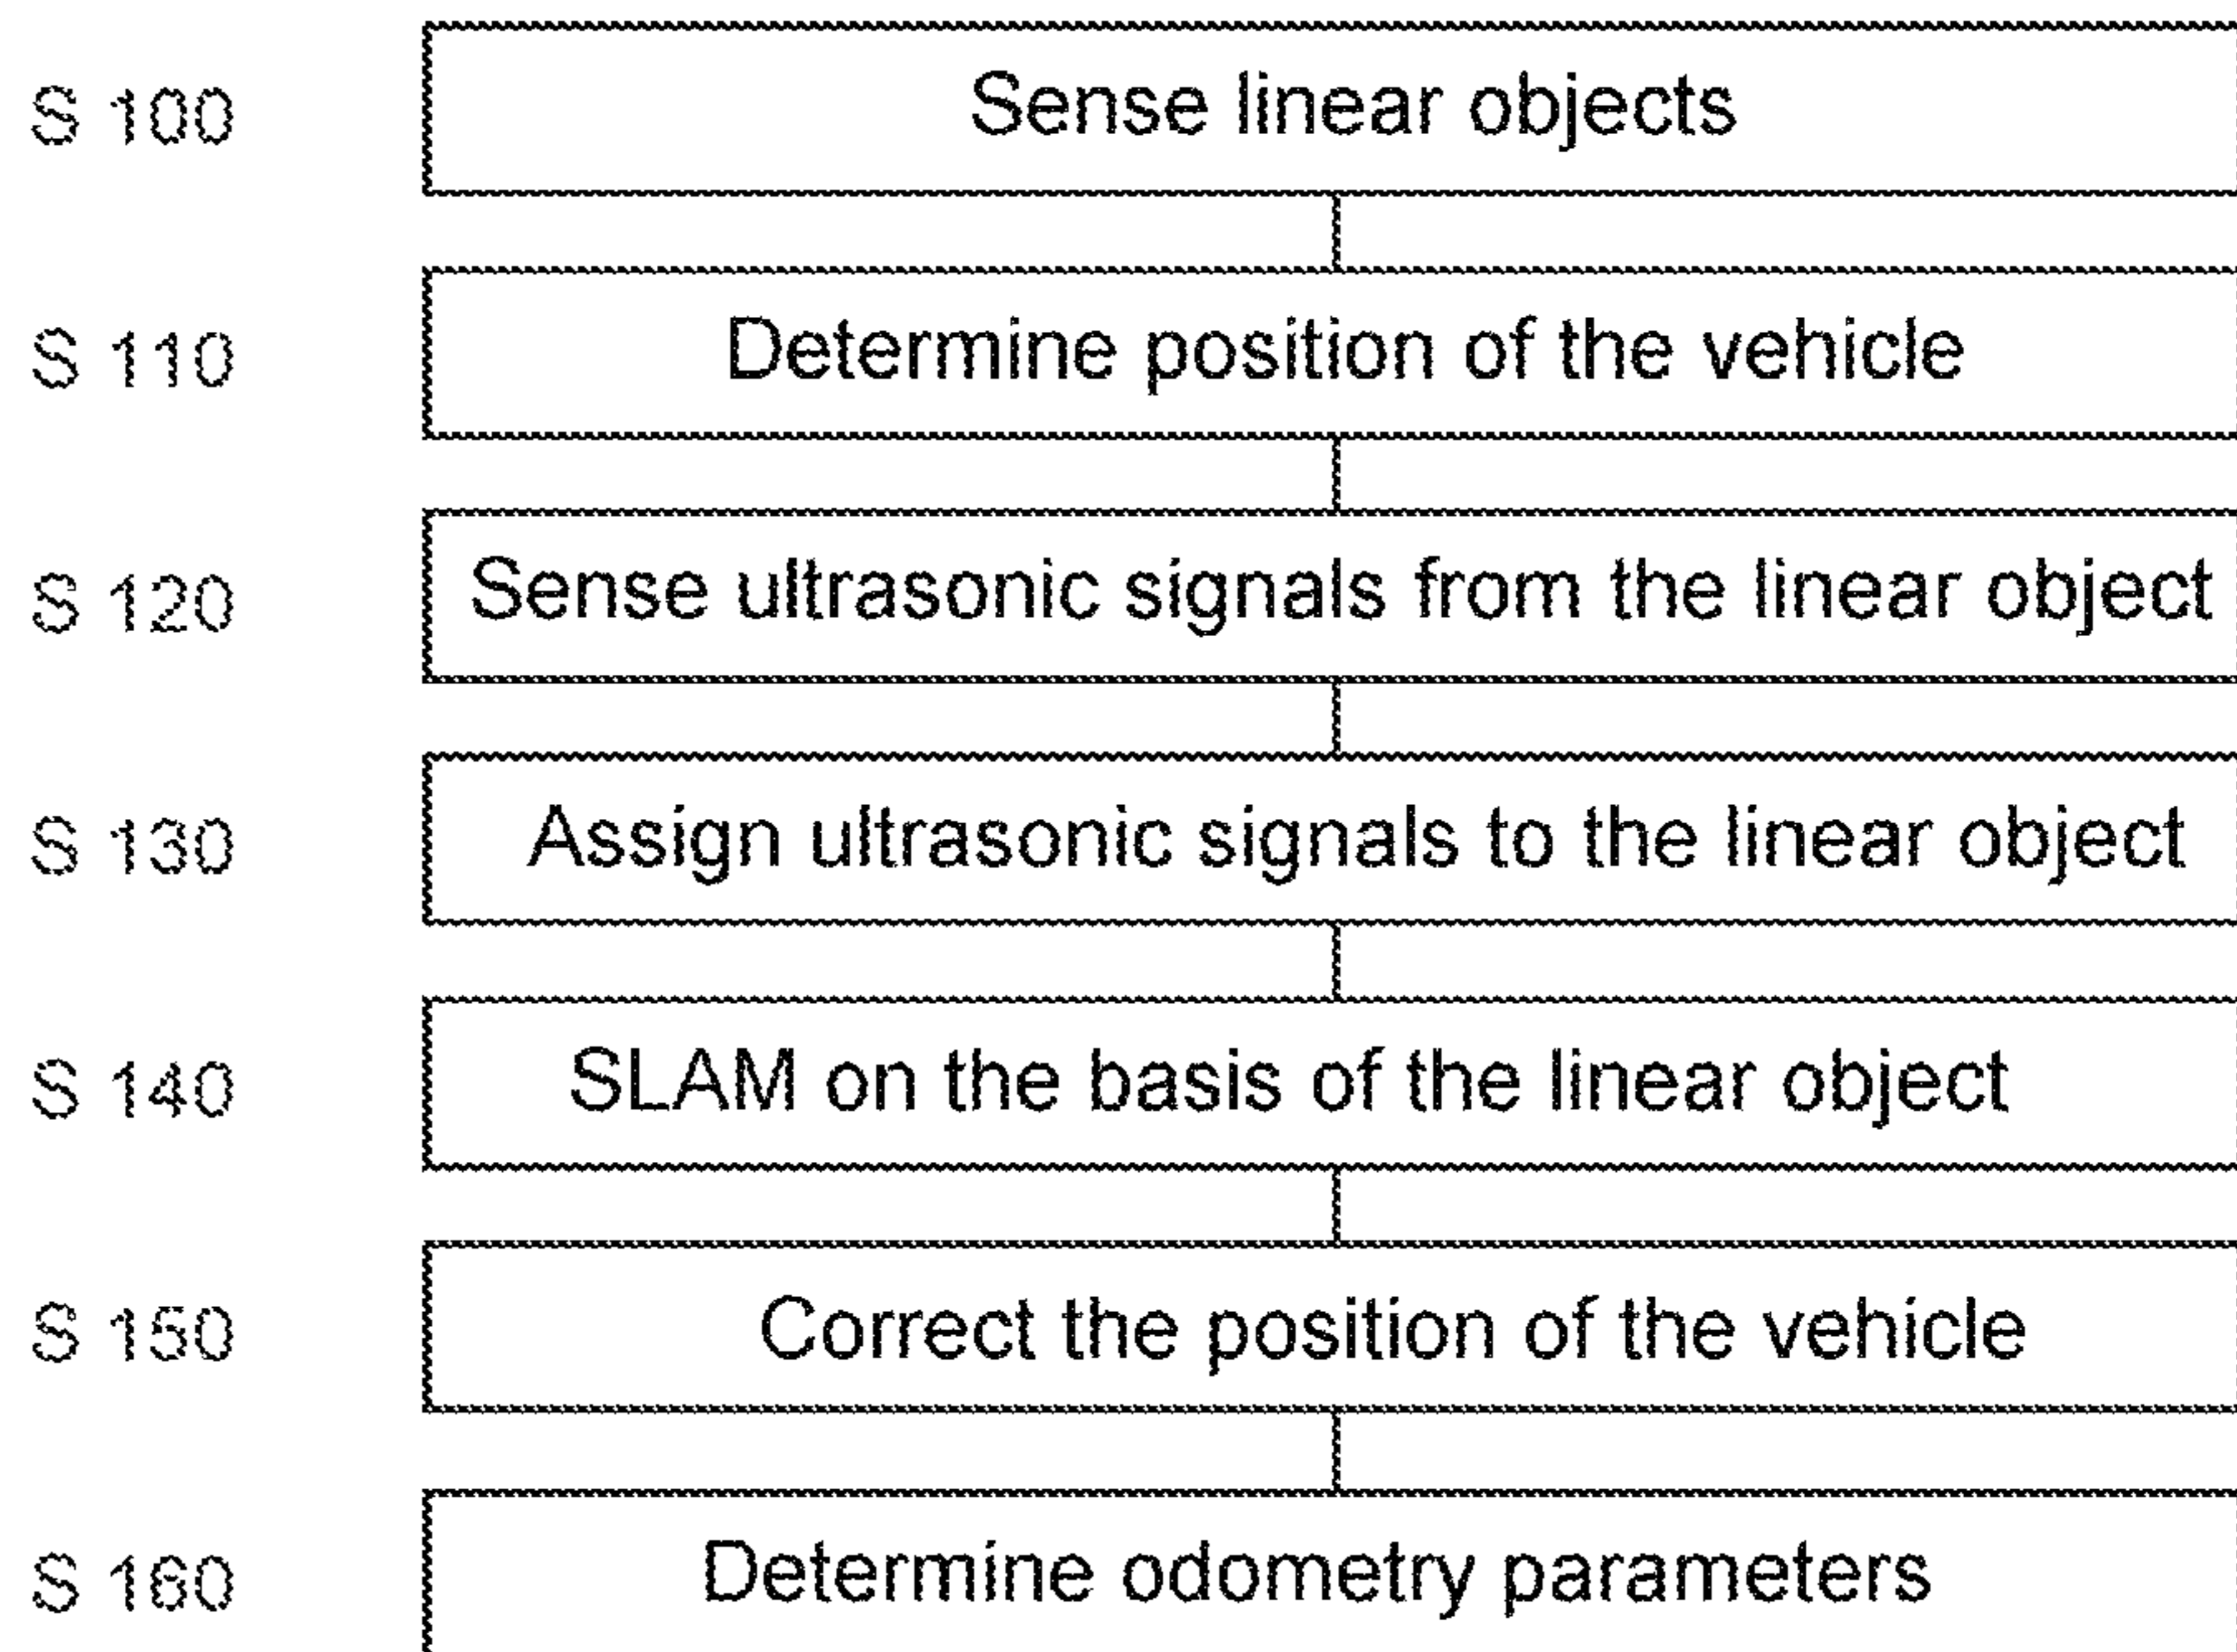 S 100 Sense linear objects
S 110 Determine position of the vehicle
S 120 Sense ultrasonic signals from the linear object
S 130 Assign ultrasonic signals to the linear object
S 140 SLAM on the basis of the linear object
S 150 Correct the position of the vehicle
S 160 Determine odometry parameters